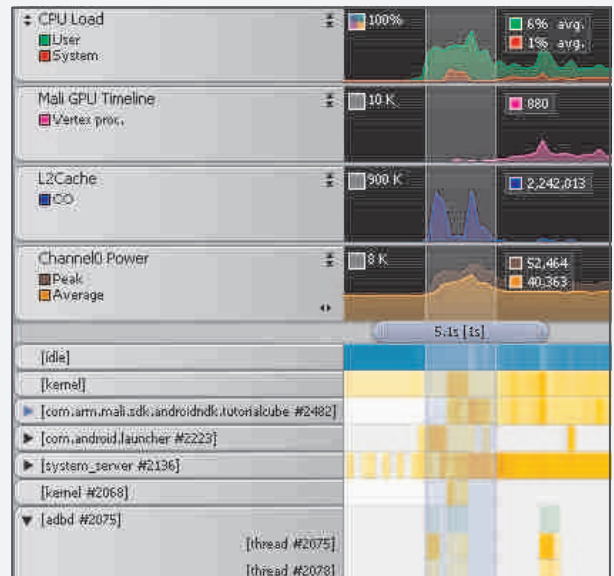 CPU Load
User
System
100%
6% avg.
1% avg.
Mali GPU Timeline
Vertex proc.
10 K
880
L2Cache
CO
900 K
2,242,013
Channel0 Power
Peak
Average
8 K
52,464
40,363
5.1s [1s]
[idle]
[kernel]
[com.arm.mali.sdk.androidndk.tutorialcube #2482]
[com.android.launcher #2223]
[system_server #2136]
[kernel #2068]
[adbd #2075]
[thread #2075]
[thread #2078]